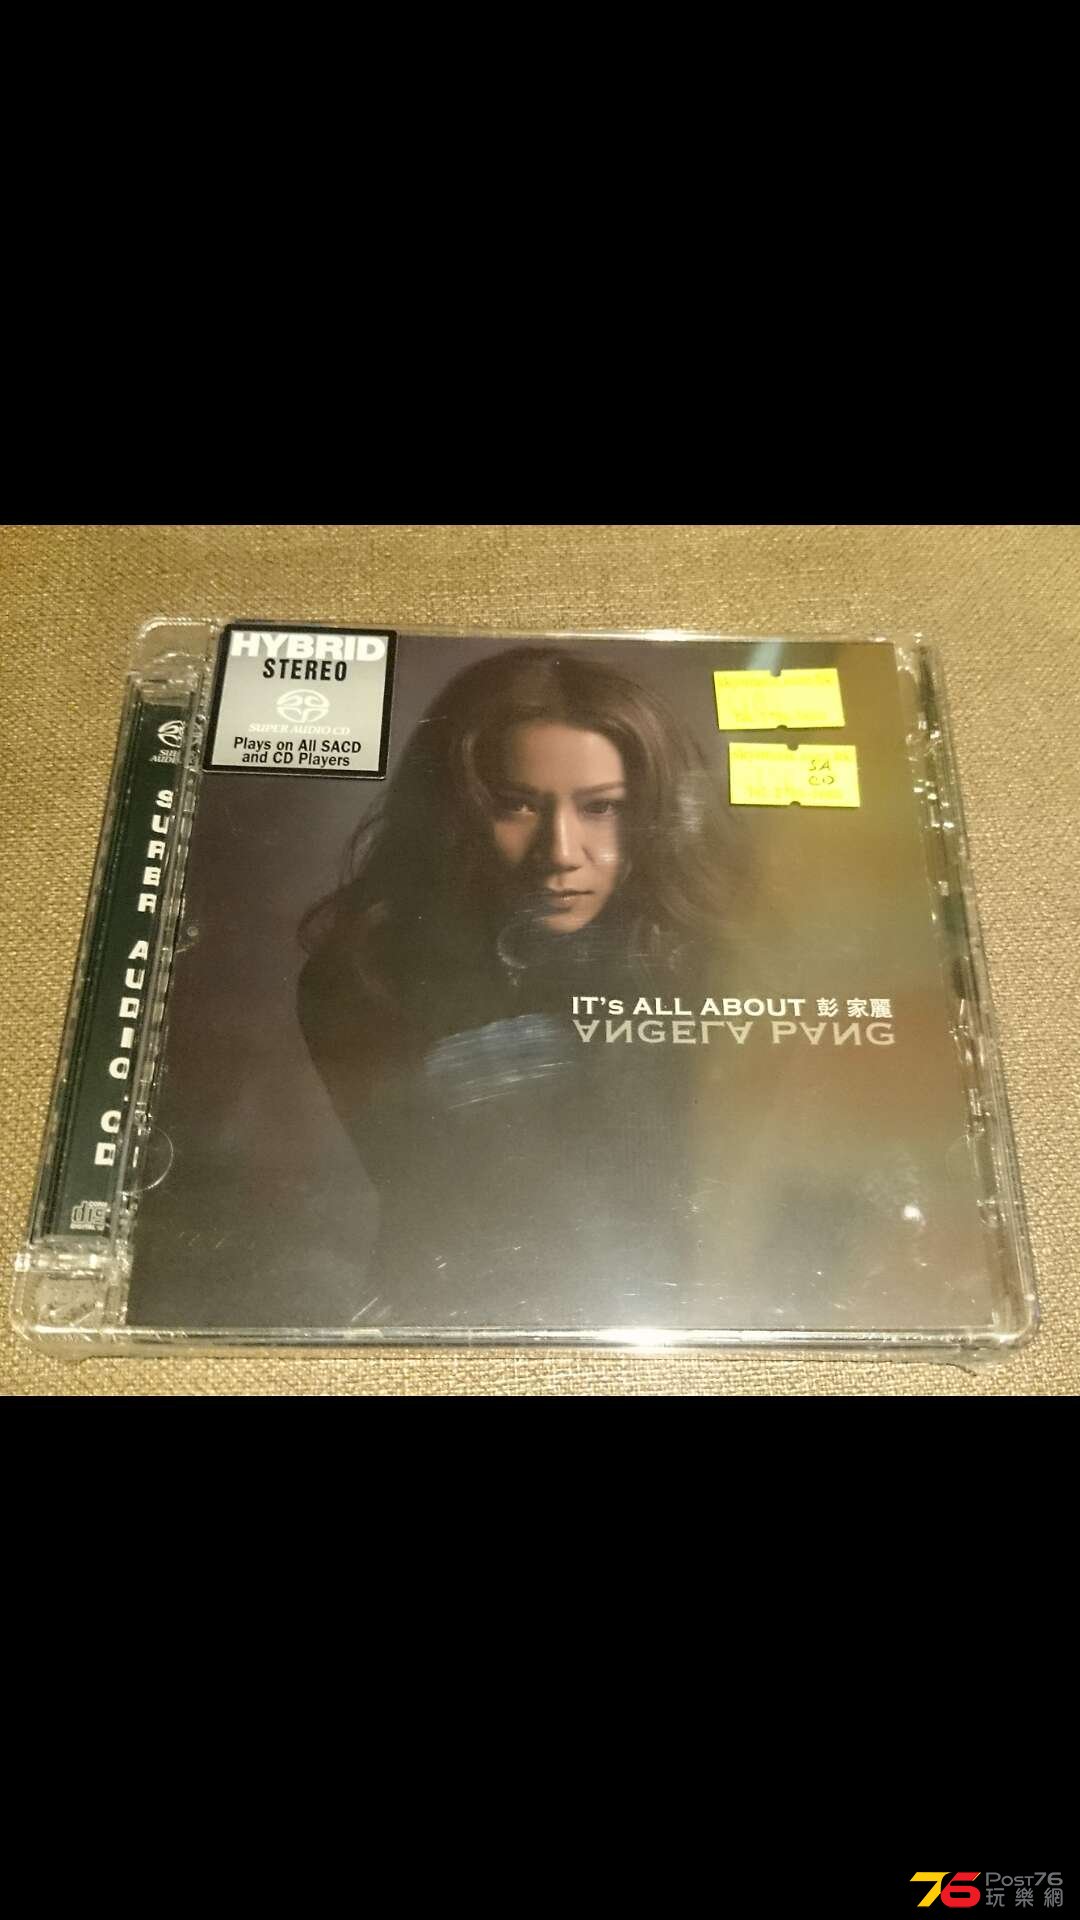 HYBRID
STEREO
SUPER AUDIO CD
Plays on All SACD
and CD Players
SA
CD
SUPER AUDIO CD
IT's ALL ABOUT 彭家麗
ANGELA PANG
76 POST76
玩樂網